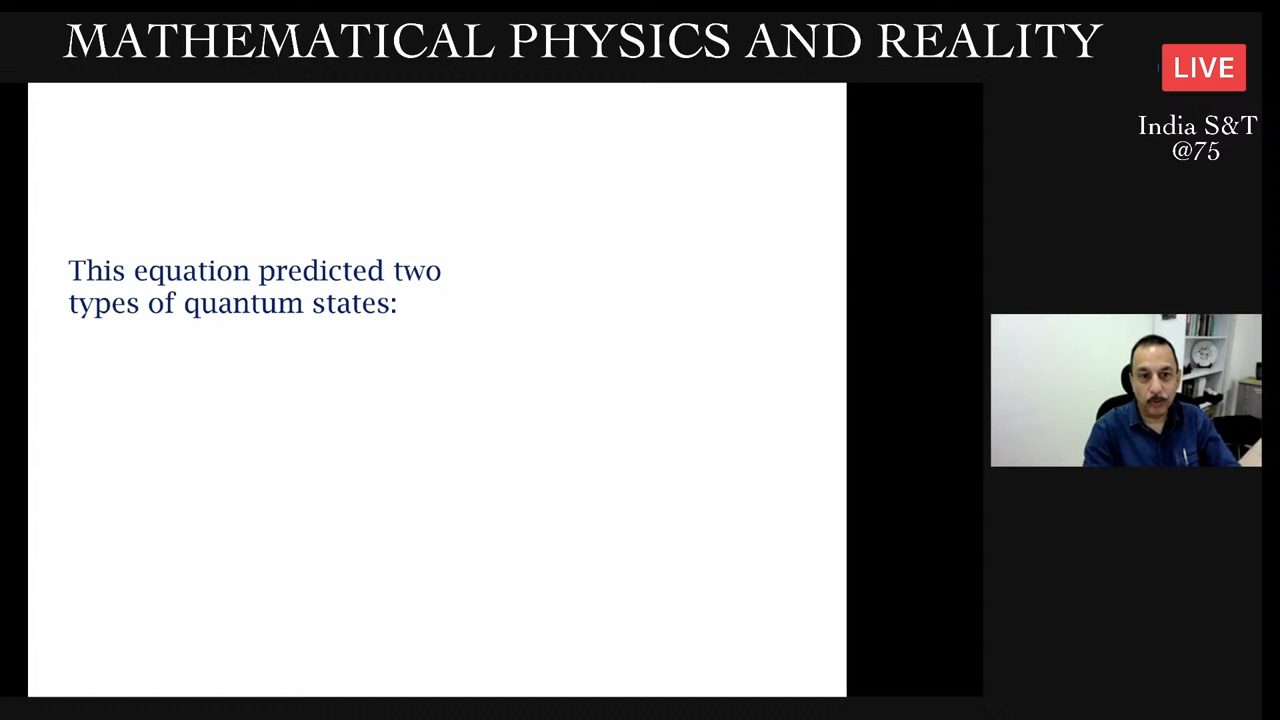 MATHEMATICAL PHYSICS AND REALITY
LIVE
India S&T
@75
This equation predicted two
types of quantum states: